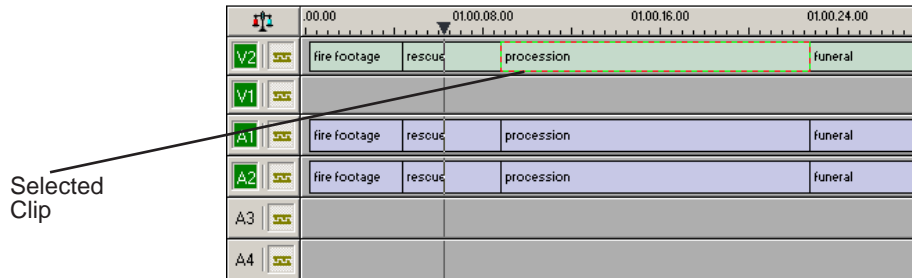 .00.00 01.00.08.00 01.00.16.00 01.00.24.00
V2 fire footage rescue procession funeral
V1
A1 fire footage rescue procession funeral
A2 fire footage rescue procession funeral
Selected
Clip
A3
A4